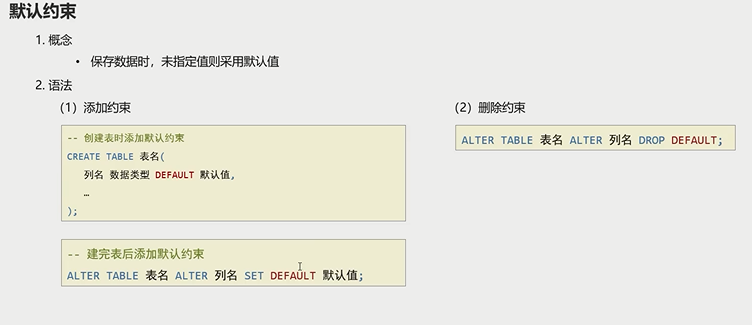 默认约束
1. 概念
• 保存数据时，未指定值则采用默认值
2. 语法
（1）添加约束
-- 创建表时添加默认约束
CREATE TABLE 表名(
列名 数据类型 DEFAULT 默认值,
…
);
-- 建完表后添加默认约束
ALTER TABLE 表名 ALTER 列名 SET DEFAULT 默认值;
（2）删除约束
ALTER TABLE 表名 ALTER 列名 DROP DEFAULT;